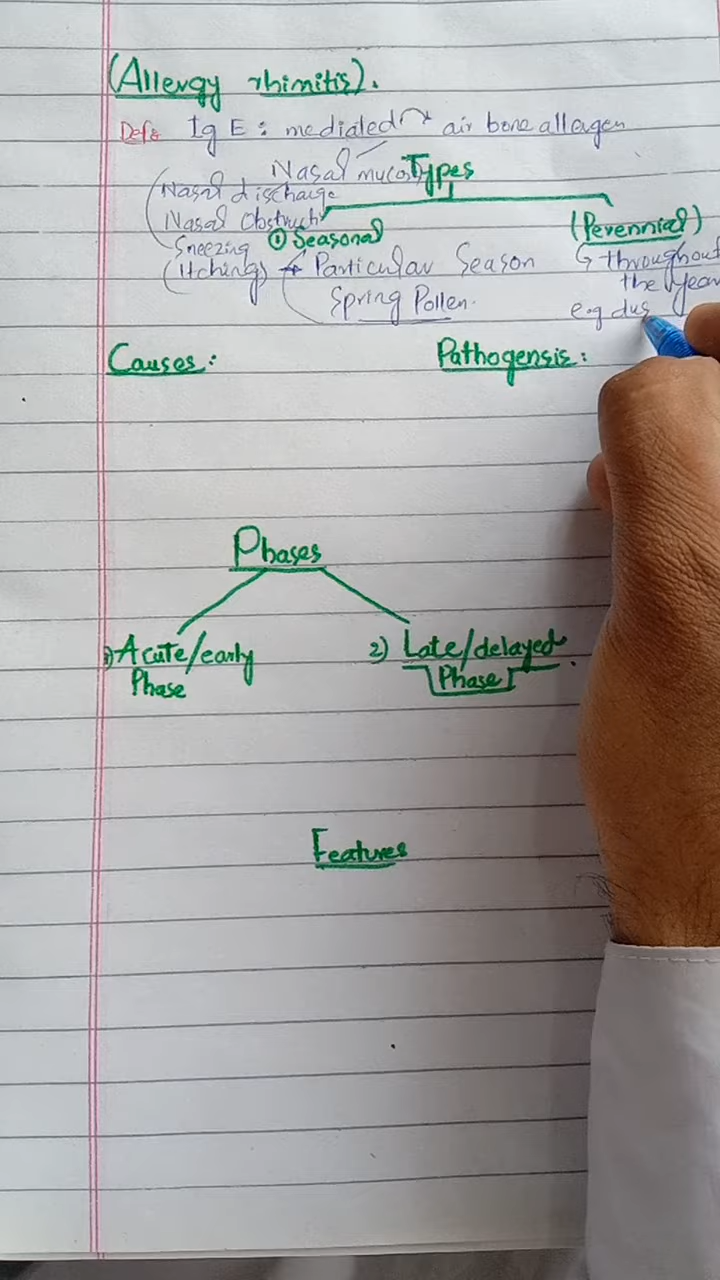 (Allergy rhinitis).
Def: Ig E: mediated air bone allergen
Nasal mucosa
Types
Nasal discharge
Nasal Obstruct
Sneezing
(Itching)
① Seasonal
Particular Season
Spring Pollen.
(Perennial)
throughout
the year
e.g dus
Causes:
Pathogensis:
Phases
1) Acute/early
Phase
2) Late/delayed
Phase
Features